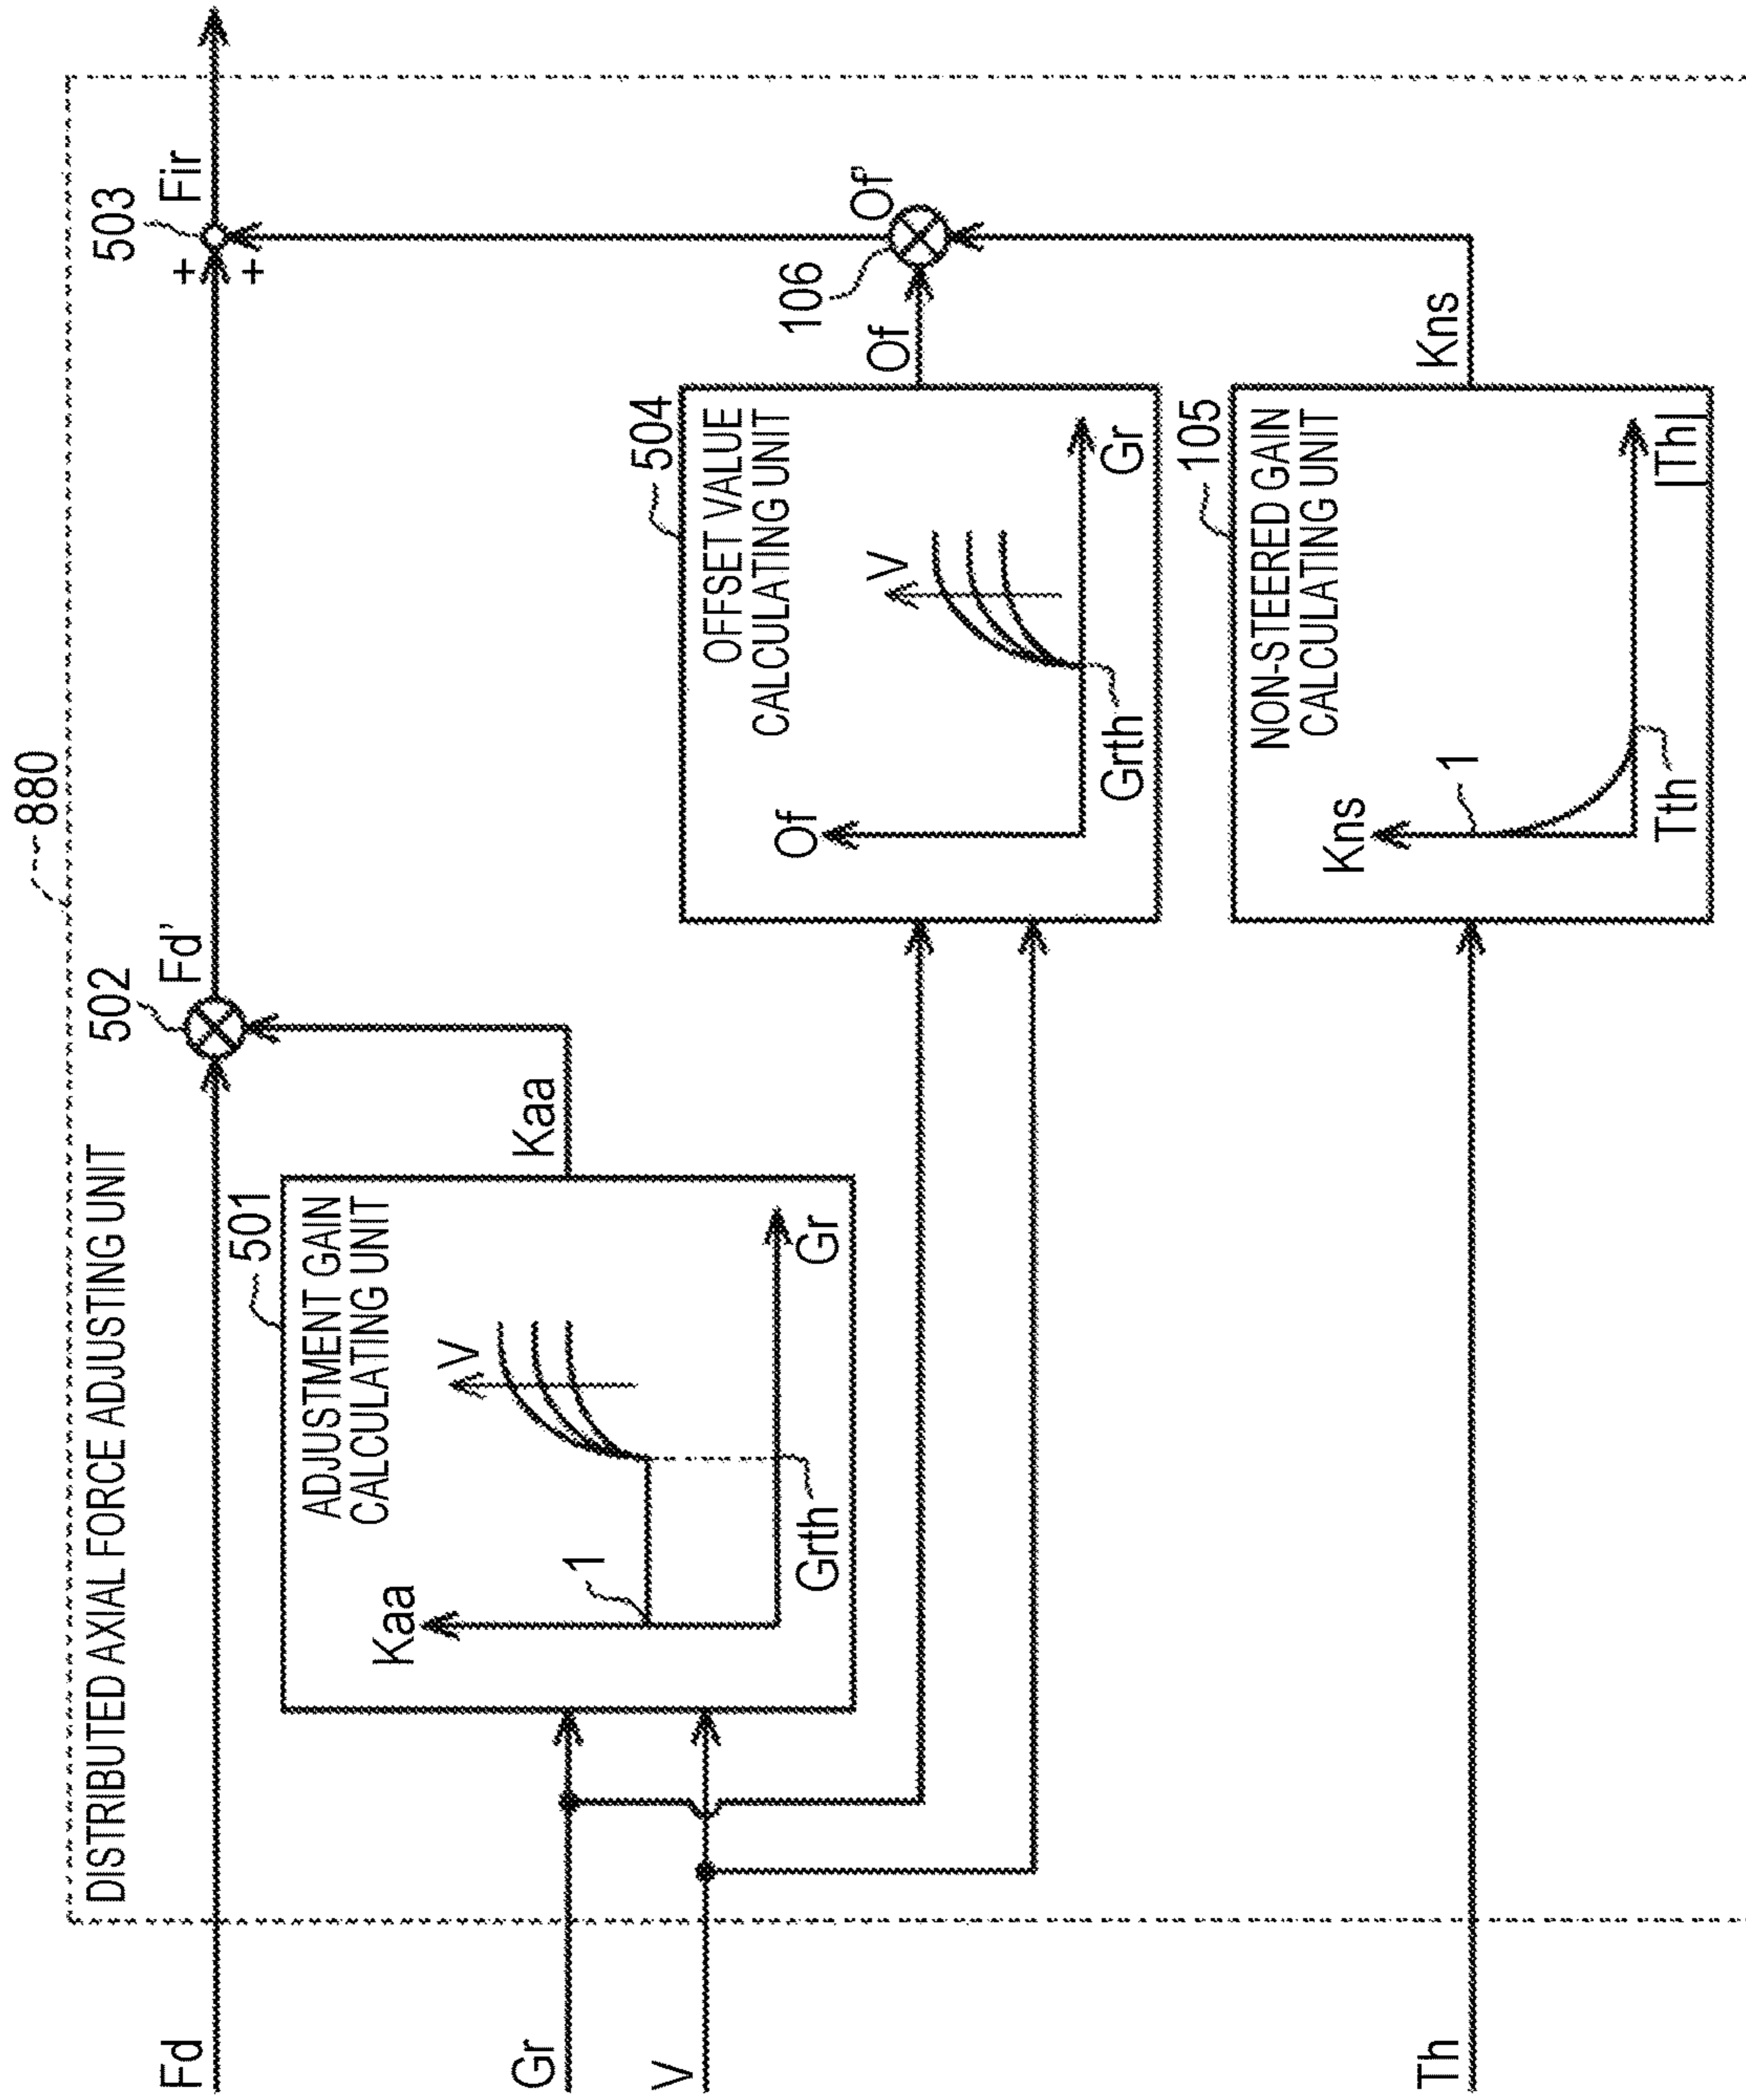 880
DISTRIBUTED AXIAL FORCE ADJUSTING UNIT
502
503
Fd
Fd'
+
+
Fir
501
ADJUSTMENT GAIN
CALCULATING UNIT
Kaa
1
V
Grth
Gr
Kaa
Gr
V
504
OFFSET VALUE
CALCULATING UNIT
Of
V
Grth
Gr
Of
106
Of'
105
NON-STEERED GAIN
CALCULATING UNIT
Kns
1
Tth
|Th|
Kns
Th